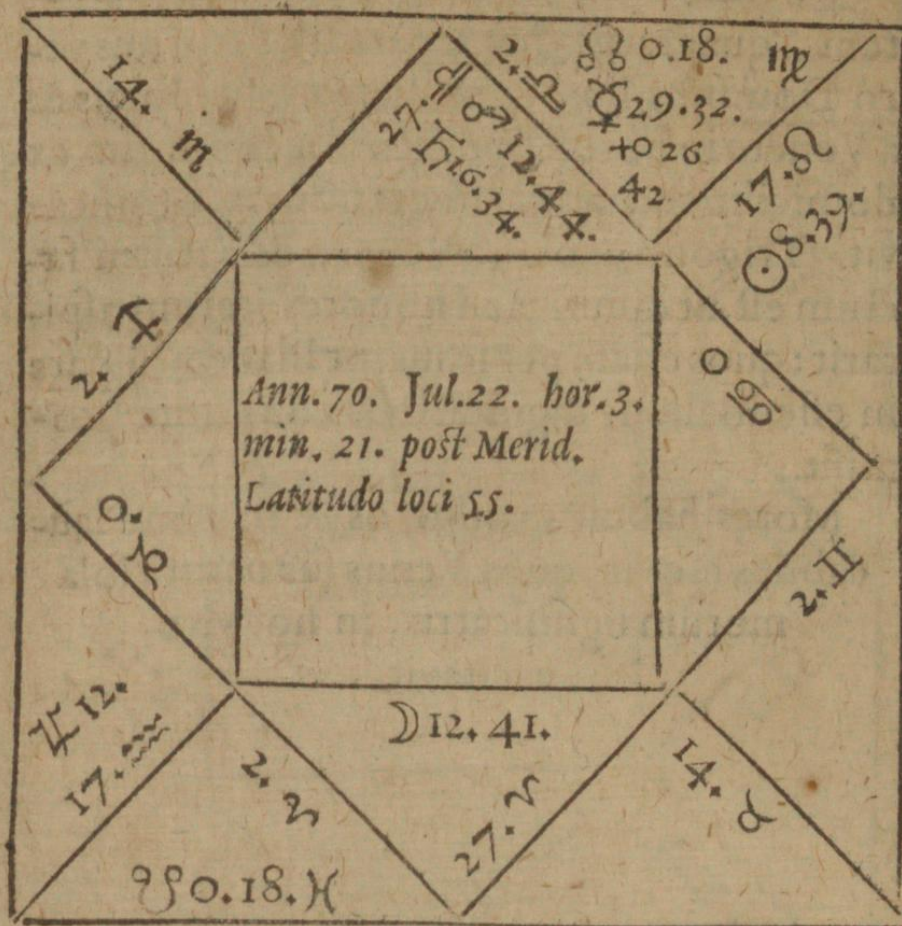 14. ♏
27. ♎ ♂ 12. 44.
♄ 16. 34.
2. ♎ ☊ 0.18. ♍
☿ 29. 32.
♀ 26
42
17. ♌
☉ 8. 39.
2. ♐
0 ♋
Ann. 70. Jul. 22. hor. 3.
min. 21. post Merid.
Latitudo loci 55.
0. ♑
2. ♊
♃ 12.
17. ♒
☽ 12. 41.
2. ♈
27. ♈
14. ♉
☋ 0.18. ♓